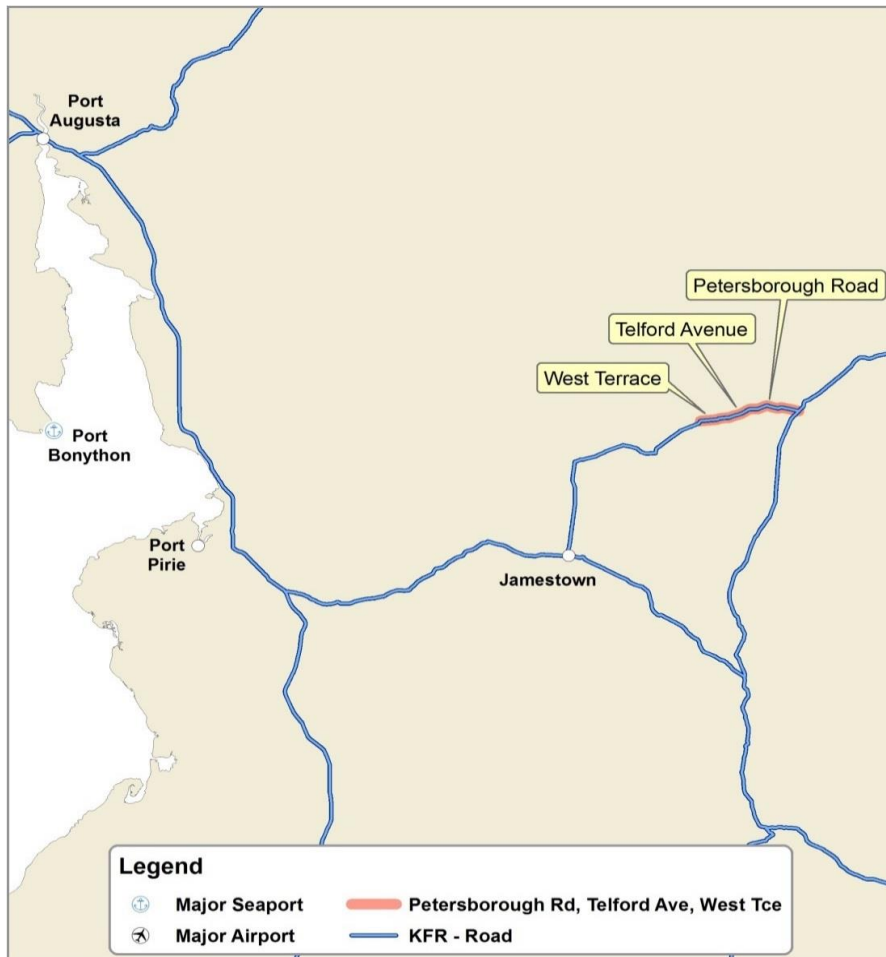 Port
Augusta
Petersborough Road
Telford Avenue
West Terrace
Port
Bonython
Port
Pirie
Jamestown
Legend
Major Seaport
Petersborough Rd, Telford Ave, West Tce
Major Airport
KFR - Road